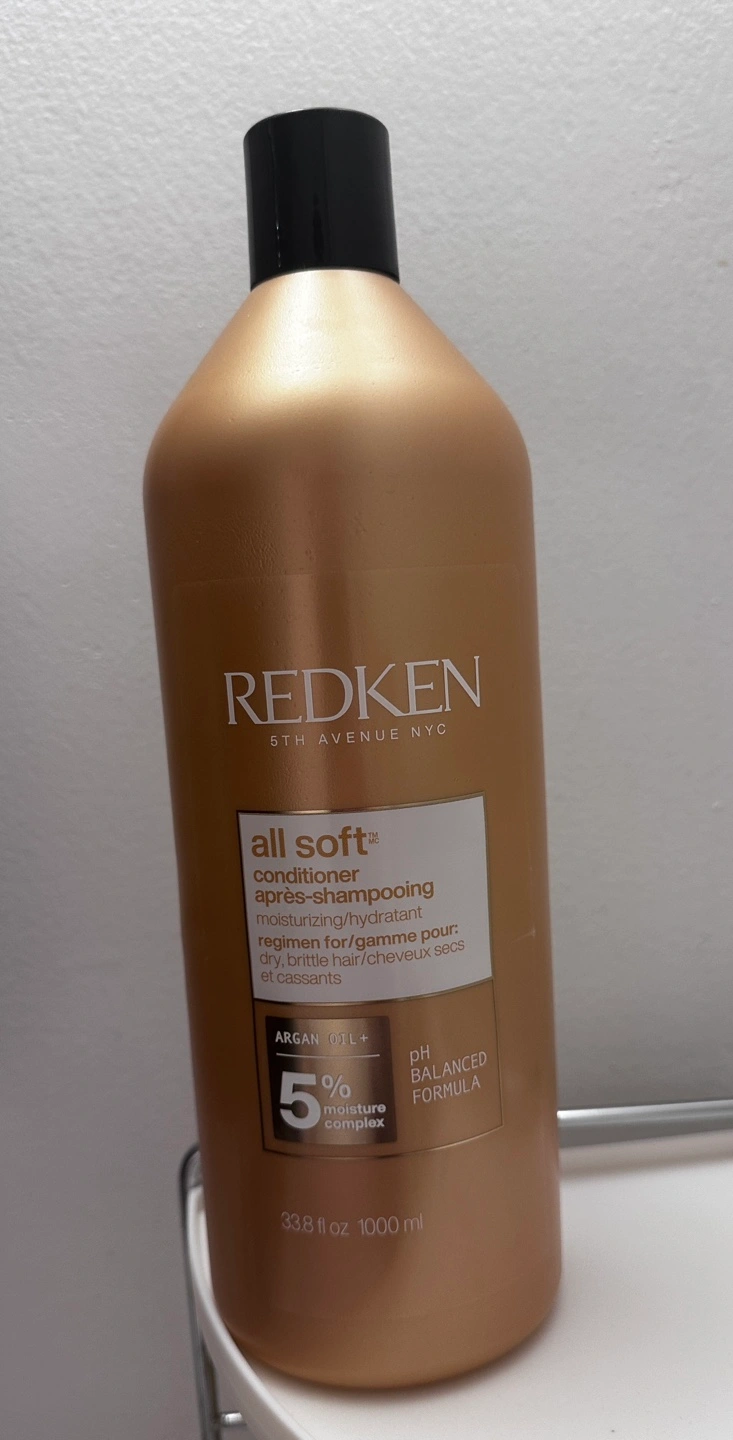 REDKEN
5TH AVENUE NYC
all soft™ MC
conditioner
après-shampooing
moisturizing/hydratant
regimen for/gamme pour:
dry, brittle hair/cheveux secs
et cassants
ARGAN OIL+
5%
moisture
complex
pH
BALANCED
FORMULA
33.8 fl oz 1000 ml